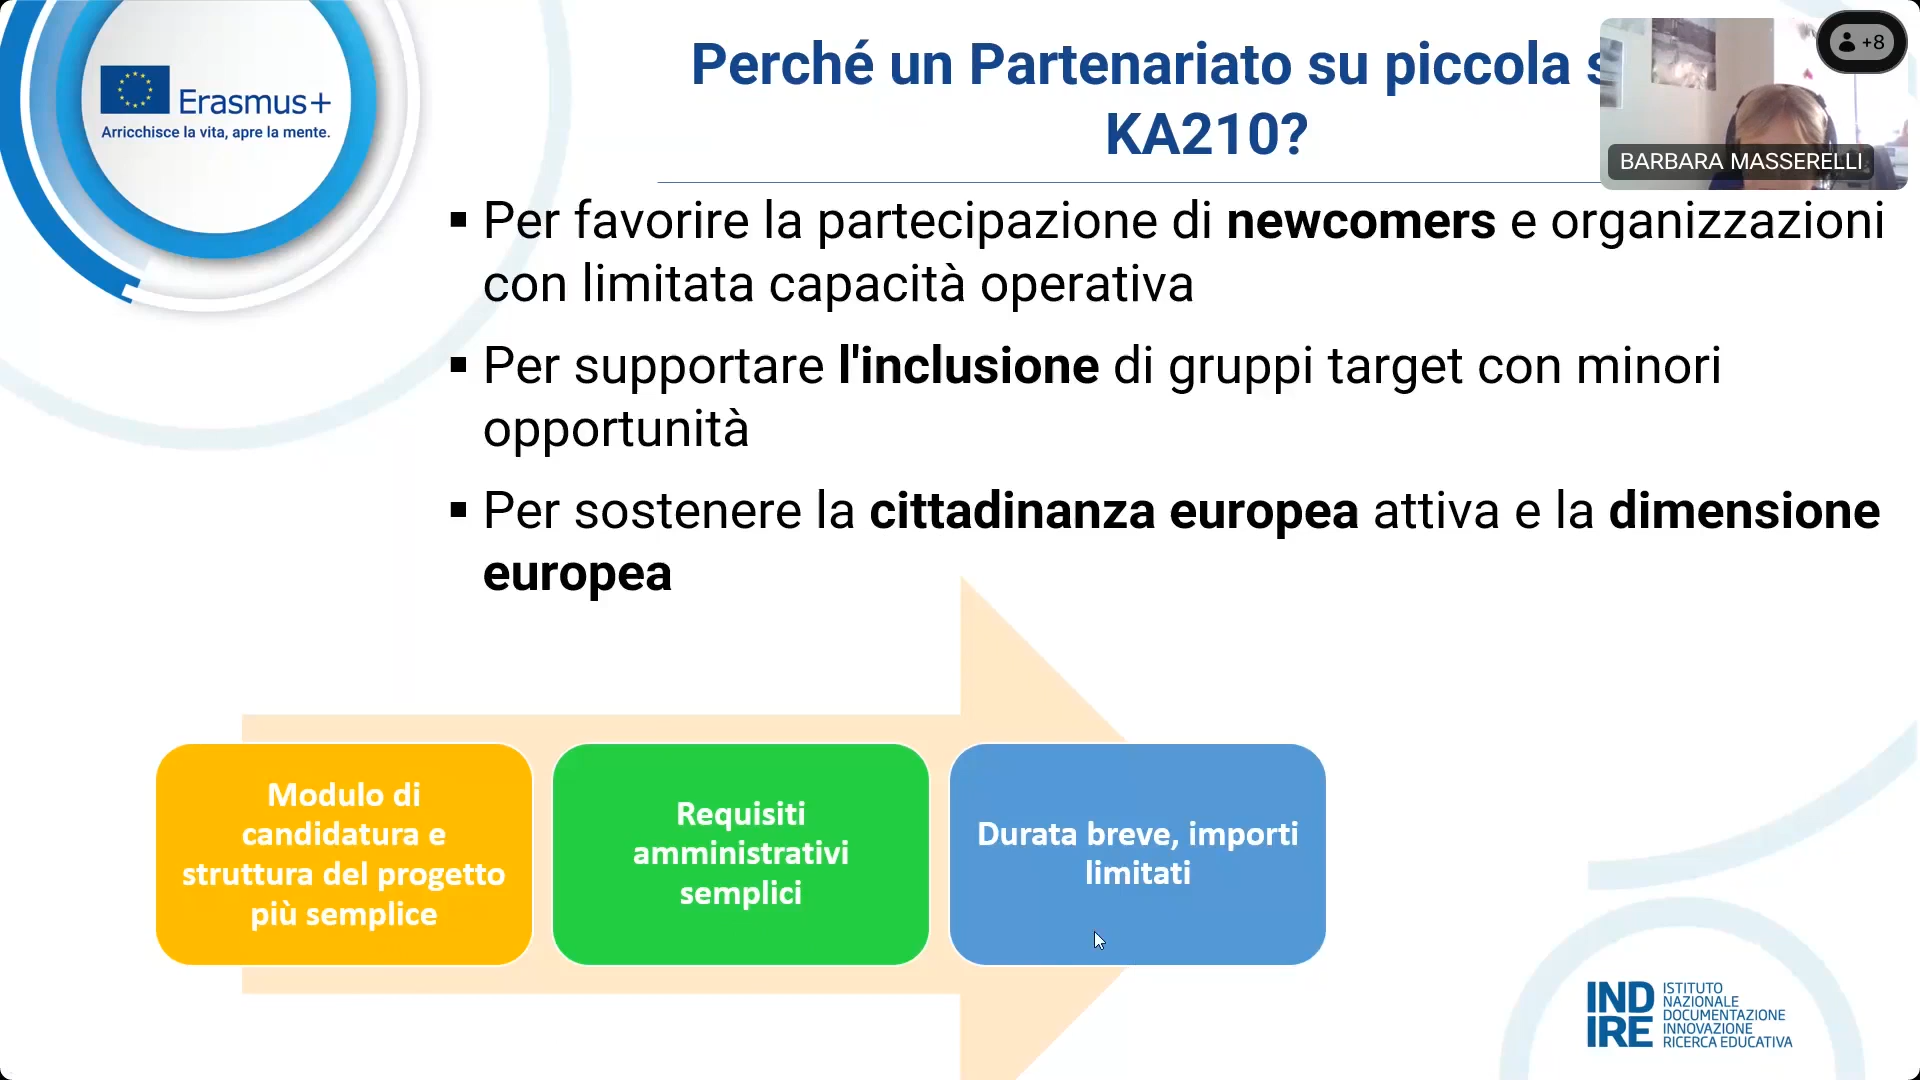 Erasmus+
Arricchisce la vita, apre la mente.
Perché un Partenariato su piccola
KA210?
+8
BARBARA MASSERELLI
▪ Per favorire la partecipazione di newcomers e organizzazioni
con limitata capacità operativa
▪ Per supportare l'inclusione di gruppi target con minori
opportunità
▪ Per sostenere la cittadinanza europea attiva e la dimensione
europea
Modulo di
candidatura e
struttura del progetto
più semplice
Requisiti
amministrativi
semplici
Durata breve, importi
limitati
IND
IRE
ISTITUTO
NAZIONALE
DOCUMENTAZIONE
INNOVAZIONE
RICERCA EDUCATIVA